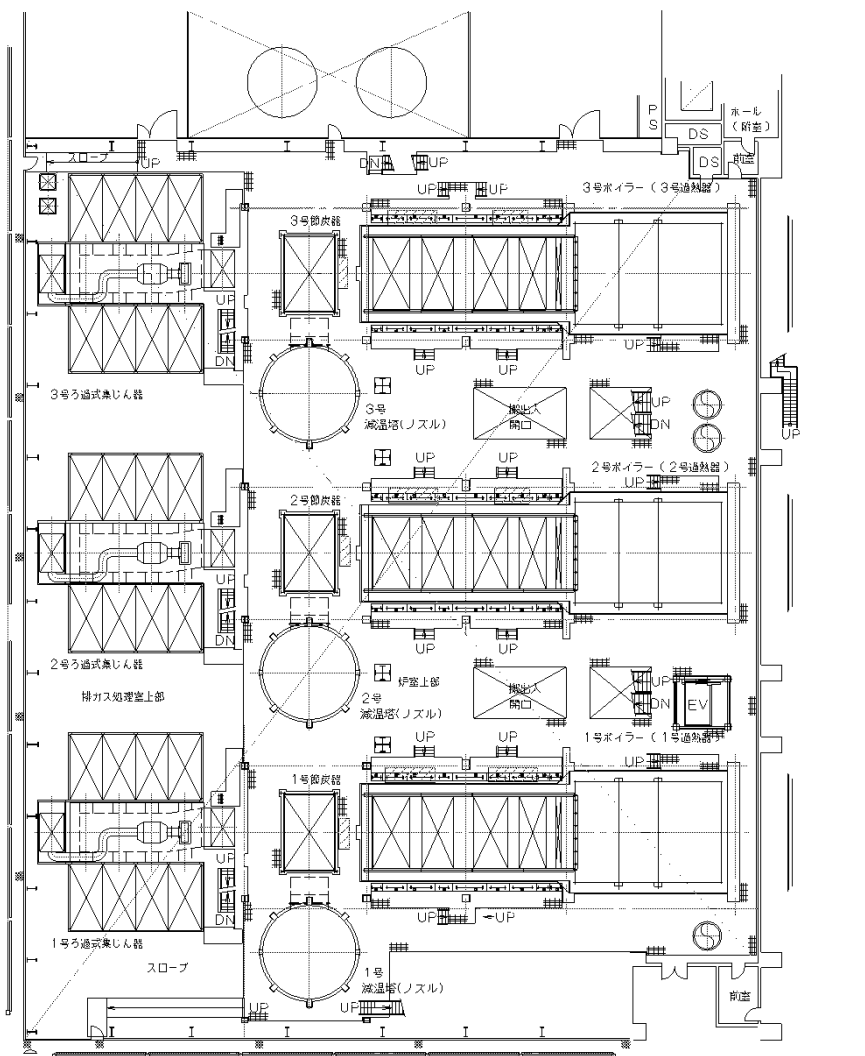 PS
DS
ホール
(附室)
DS
前室
スロープ
UP
DN
UP
UP
UP
3号ボイラー(3号過熱器)
3号節炭器
UP
DN
UP
UP
UP
3号ろ過式集じん器
3号
減温塔(ノズル)
搬出入
開口
UP
DN
UP
UP
UP
2号ボイラー(2号過熱器)
UP
2号節炭器
UP
DN
UP
UP
2号ろ過式集じん器
排ガス処理室上部
炉室上部
2号
減温塔(ノズル)
搬出入
開口
UP
DN
EV
UP
UP
1号ボイラー(1号過熱器)
UP
1号節炭器
UP
DN
UP
UP
1号ろ過式集じん器
スロープ
1号
減温塔(ノズル)
UP
UP
前室